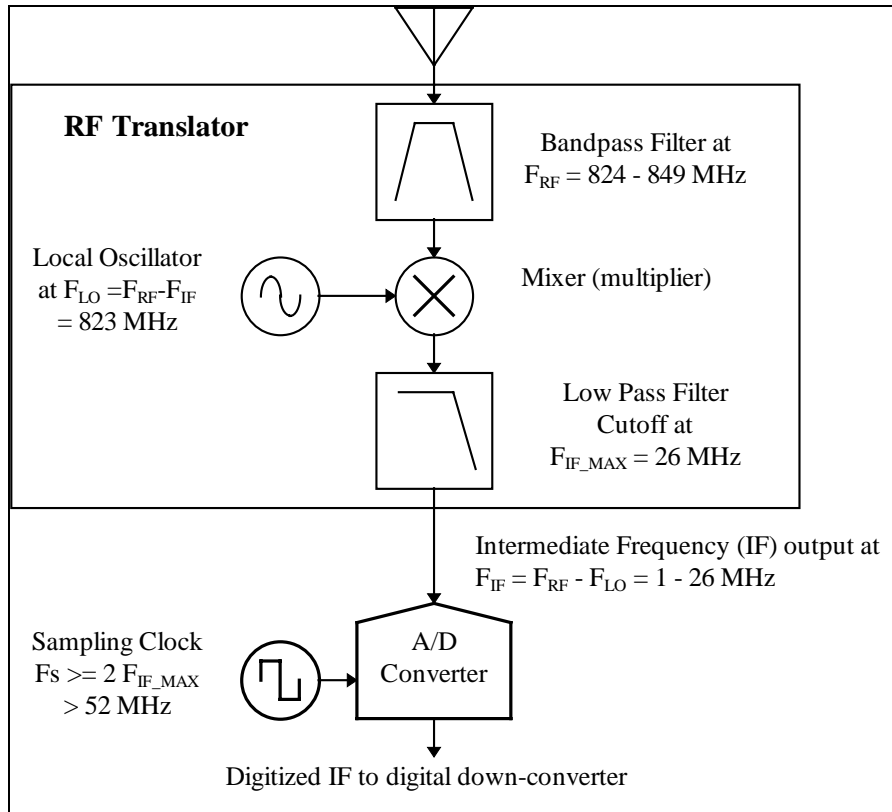 RF Translator
Bandpass Filter at
F_RF = 824 - 849 MHz
Local Oscillator
at F_LO =F_RF-F_IF
= 823 MHz
Mixer (multiplier)
Low Pass Filter
Cutoff at
F_IF_MAX = 26 MHz
Intermediate Frequency (IF) output at
F_IF = F_RF - F_LO = 1 - 26 MHz
Sampling Clock
Fs >= 2 F_IF_MAX
> 52 MHz
A/D
Converter
Digitized IF to digital down-converter